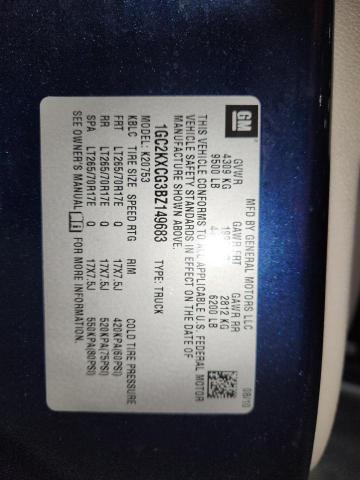 GM
MFD BY GENERAL MOTORS LLC
08/10
GVWR GAWR FRT GAWR RR
4309 KG 2812 KG
9500 LB 6200 LB
THIS VEHICLE CONFORMS TO ALL APPLICABLE U.S. FEDERAL MOTOR
VEHICLE SAFETY STANDARDS IN EFFECT ON THE DATE OF
MANUFACTURE SHOWN ABOVE.
1GC2KXCG3BZ149683 TYPE: TRUCK
MODEL: K20753
KBLC TIRE SIZE SPEED RTG RIM COLD TIRE PRESSURE
FRT LT265/70R17E Q 17X7.5J 420KPA(60PSI)
RR LT265/70R17E Q 17X7.5J 520KPA(75PSI)
SPA LT265/70R17E Q 17X7.5J 550KPA(80PSI)
SEE OWNER'S MANUAL FOR MORE INFORMATION.